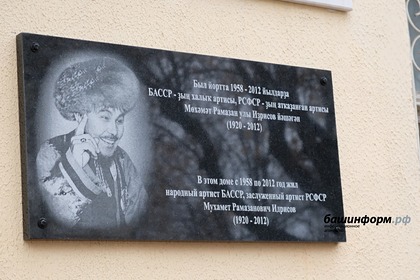 Был йортта 1958 - 2012 йылдарҙа
БАССР - ҙың халыҡ артисы, РСФСР - ҙың атҡаҙанған артисы
Мөхәмәт Рамазан улы Иҙрисов йәшәгән
(1920 - 2012)
В этом доме с 1958 по 2012 год жил
народный артист БАССР, заслуженный артист РСФСР
Мухамет Рамазанович Идрисов
(1920 - 2012)
башинформ.рф